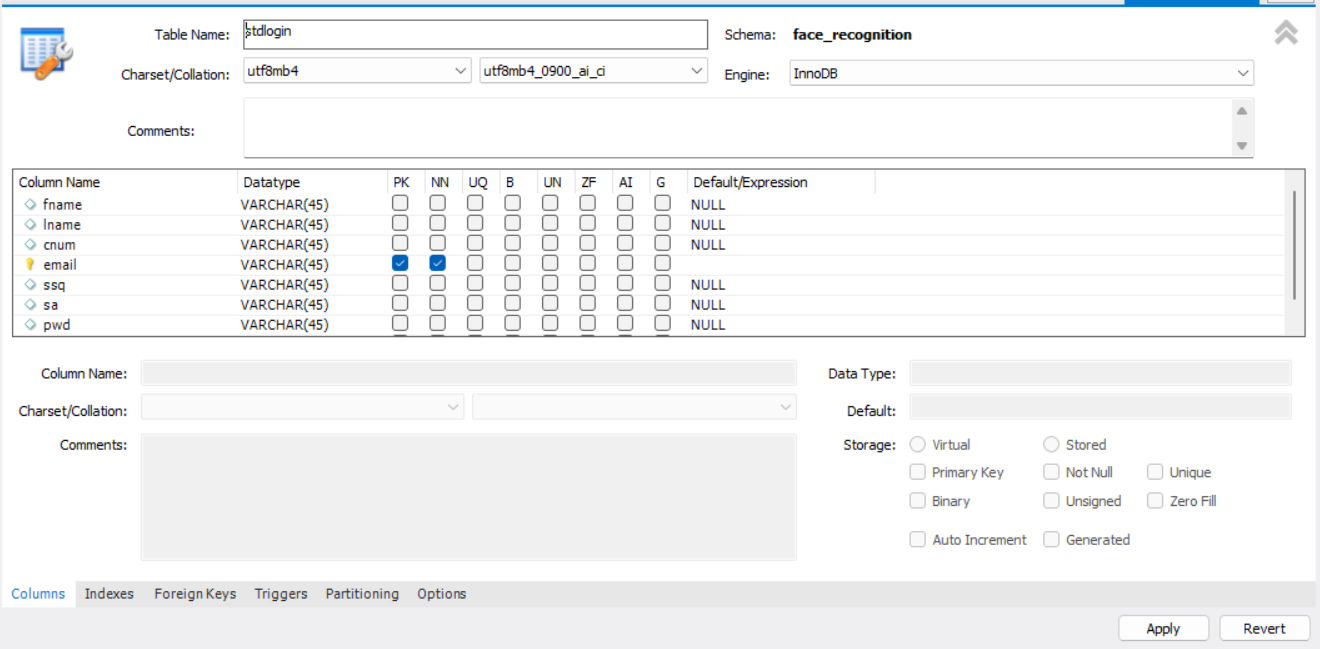 Table Name: stdlogin Schema: face_recognition
Charset/Collation: utf8mb4 utf8mb4_0900_ai_ci Engine: InnoDB
Comments:
Column Name Datatype PK NN UQ B UN ZF AI G Default/Expression
fname VARCHAR(45) NULL
lname VARCHAR(45) NULL
cnum VARCHAR(45) NULL
email VARCHAR(45)
ssq VARCHAR(45) NULL
sa VARCHAR(45) NULL
pwd VARCHAR(45) NULL
Column Name: Data Type:
Charset/Collation: Default:
Comments: Storage: Virtual Stored
Primary Key Not Null Unique
Binary Unsigned Zero Fill
Auto Increment Generated
Columns Indexes Foreign Keys Triggers Partitioning Options
Apply Revert